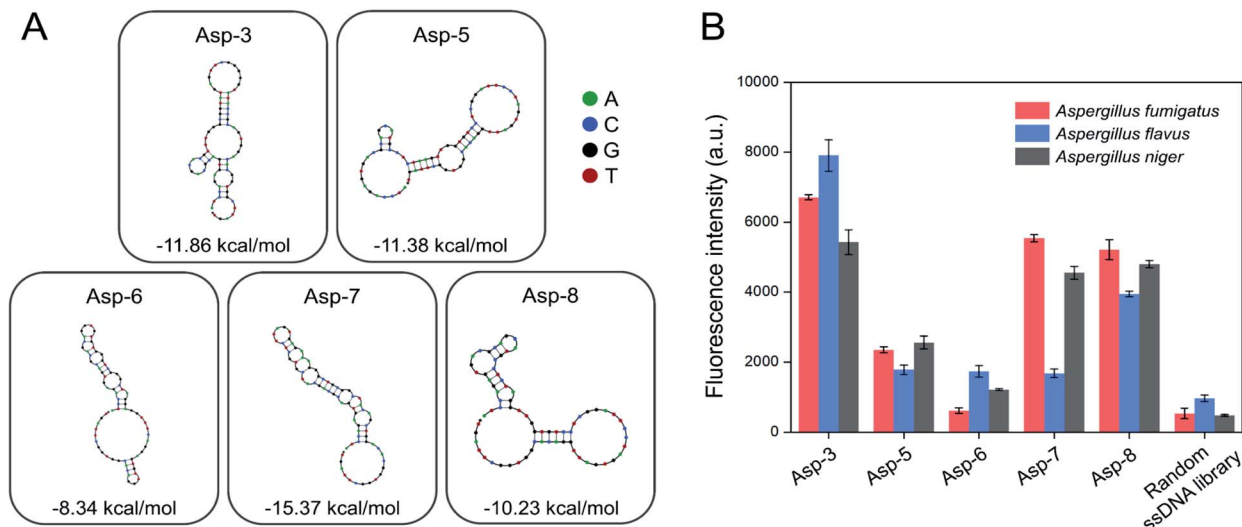 A
Asp-3
-11.86 kcal/mol
Asp-5
-11.38 kcal/mol
A
C
G
T
Asp-6
-8.34 kcal/mol
Asp-7
-15.37 kcal/mol
Asp-8
-10.23 kcal/mol
B
Fluorescence intensity (a.u.)
10000
8000
6000
4000
2000
0
Aspergillus fumigatus
Aspergillus flavus
Aspergillus niger
Asp-3
Asp-5
Asp-6
Asp-7
Asp-8
Random
ssDNA library